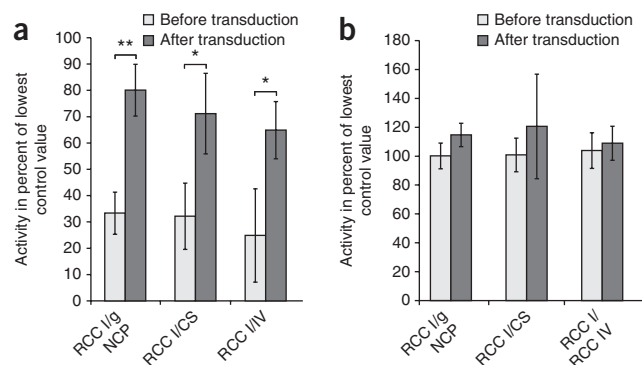 a
Before transduction
After transduction
Activity in percent of lowest
control value
100
90
80
70
60
50
40
30
20
10
0
**
*
*
RCC I/g
NCP
RCC I/CS
RCC I/IV
b
Before transduction
After transduction
Activity in percent of lowest
control value
180
160
140
120
100
80
60
40
20
0
RCC I/g
NCP
RCC I/CS
RCC I/
RCC IV